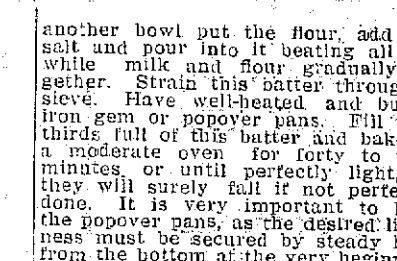 another bowl put the flour, add
salt and pour into it beating all
while milk and flour gradually
gether. Strain this batter throug
sieve. Have well-heated and bu
iron gem or popover pans. Fill
thirds full of this batter and bak
a moderate oven for forty to
minutes or until perfectly light,
they will surely fall if not perfe
done. It is very important to
the popover pans, as the desired li
ness must be secured by steady h
from the bottom at the very begin